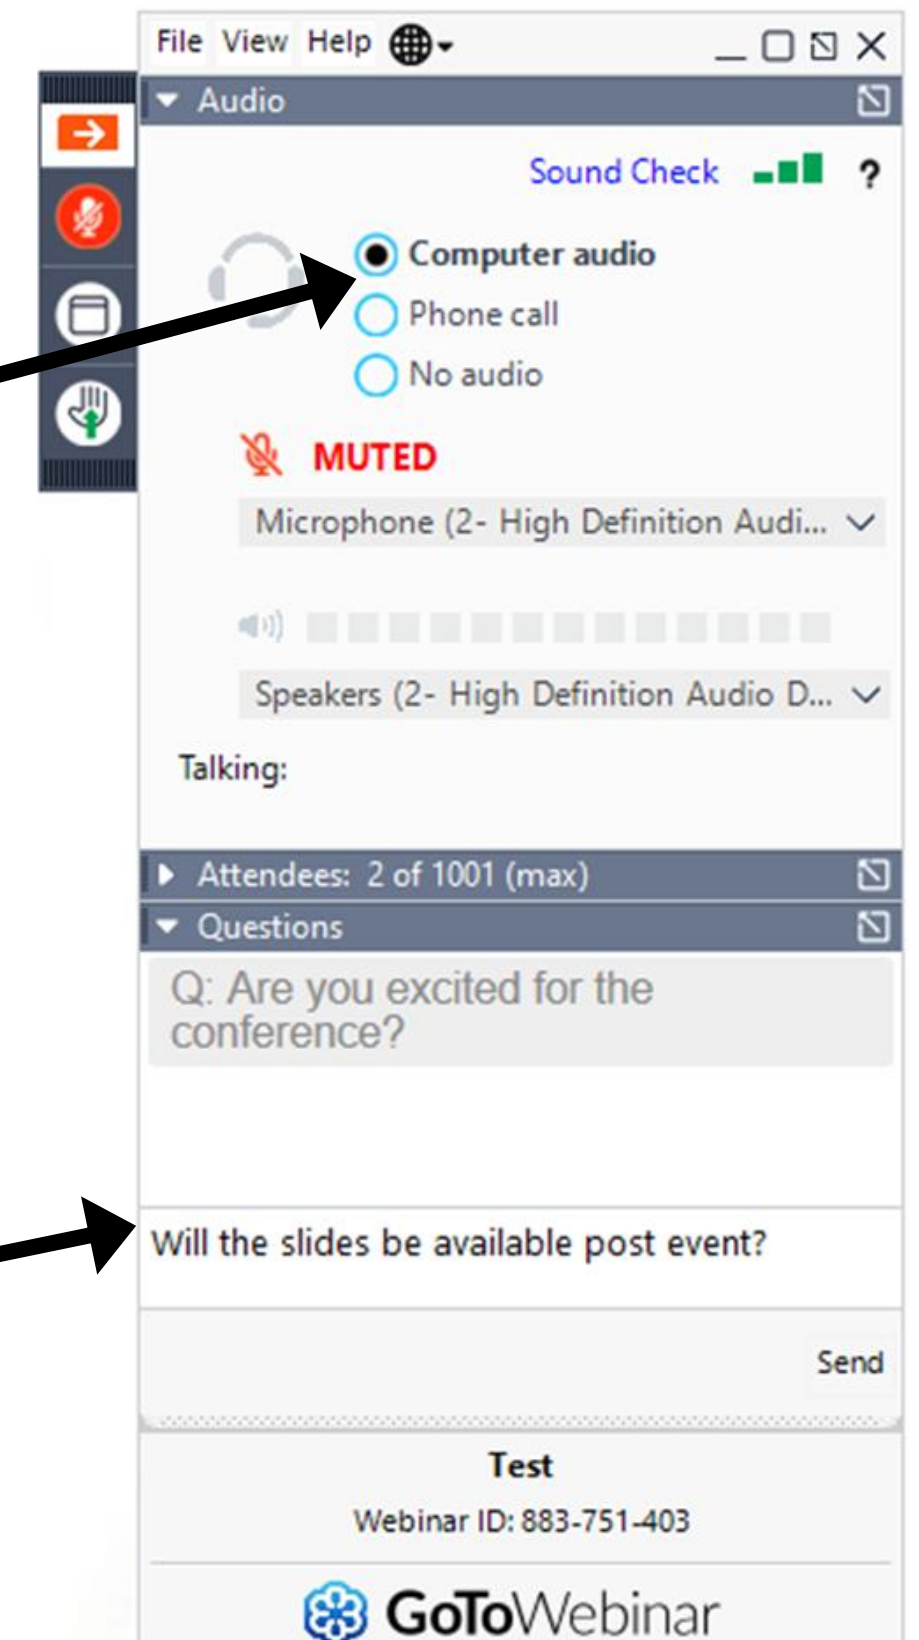 File View Help
Audio
Sound Check ?
Computer audio
Phone call
No audio
MUTED
Microphone (2- High Definition Audi...
Speakers (2- High Definition Audio D...
Talking:
Attendees: 2 of 1001 (max)
Questions
Q: Are you excited for the
conference?
Will the slides be available post event?
Send
Test
Webinar ID: 883-751-403
GoToWebinar